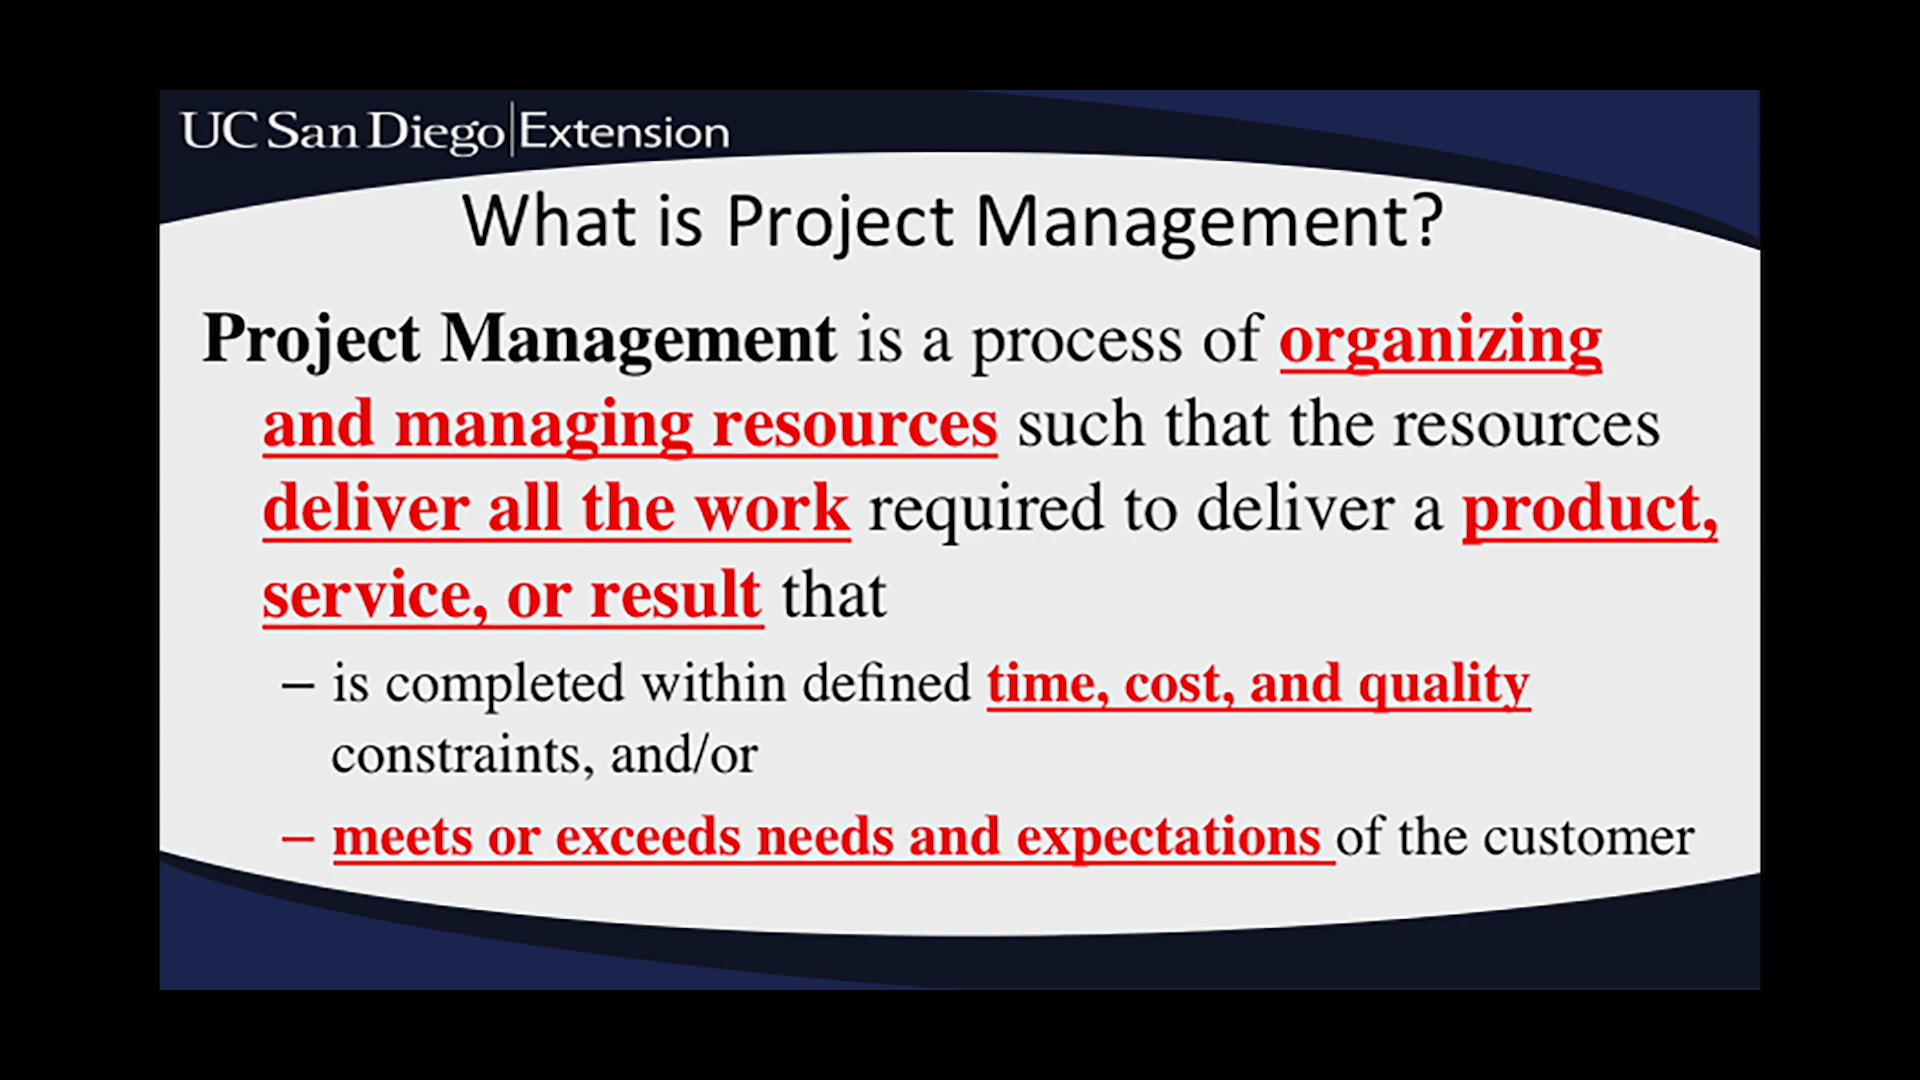 UC San Diego|Extension
What is Project Management?
Project Management is a process of organizing
and managing resources such that the resources
deliver all the work required to deliver a product,
service, or result that
– is completed within defined time, cost, and quality
constraints, and/or
– meets or exceeds needs and expectations of the customer